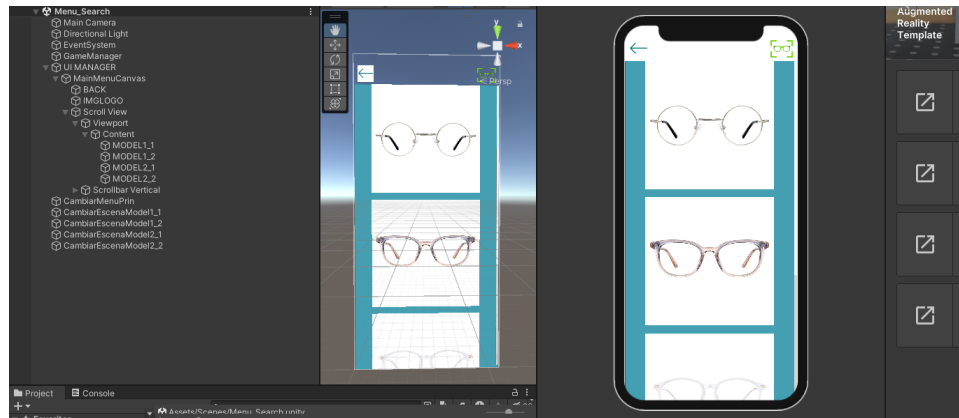 Menu_Search
Main Camera
Directional Light
EventSystem
GameManager
UI MANAGER
MainMenuCanvas
BACK
IMGLOGO
Scroll View
Viewport
Content
MODEL1_1
MODEL1_2
MODEL2_1
MODEL2_2
Scrollbar Vertical
CambiarMenuPrin
CambiarEscenaModel1_1
CambiarEscenaModel1_2
CambiarEscenaModel2_1
CambiarEscenaModel2_2
y
x
Persp
Augmented
Reality
Template
Project
Console
Favorites
Assets/Scenes/Menu_Search.unity